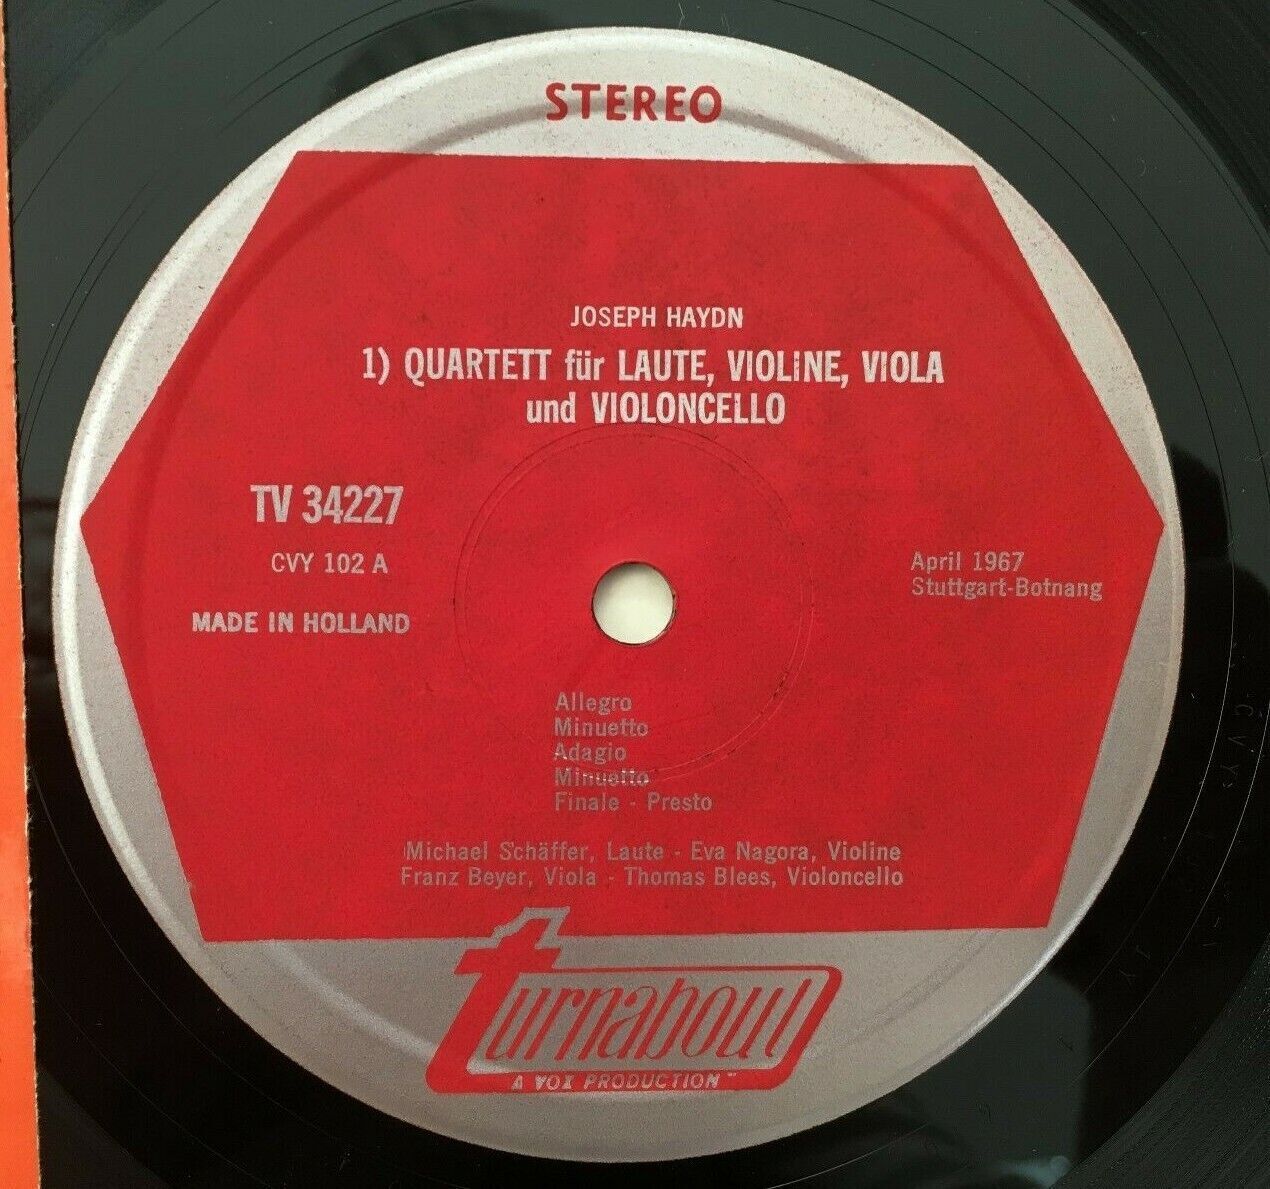 STEREO
JOSEPH HAYDN
1) QUARTETT für LAUTE, VIOLINE, VIOLA
und VIOLONCELLO
TV 34227
CVY 102 A
MADE IN HOLLAND
April 1967
Stuttgart-Botnang
Allegro
Minuetto
Adagio
Minuetto
Finale - Presto
Michael Schäffer, Laute - Eva Nagora, Violine
Franz Beyer, Viola - Thomas Blees, Violoncello
turnabout
A VOX PRODUCTION